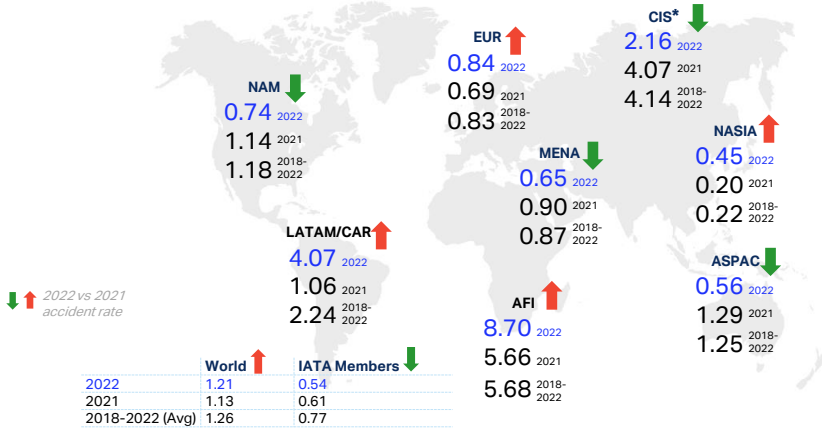 CIS*
2.16 2022
4.07 2021
4.14 2018-
2022
EUR
0.84 2022
0.69 2021
0.83 2018-
2022
NAM
0.74 2022
1.14 2021
1.18 2018-
2022
NASIA
0.45 2022
0.20 2021
0.22 2018-
2022
MENA
0.65 2022
0.90 2021
0.87 2018-
2022
LATAM/CAR
4.07 2022
1.06 2021
2.24 2018-
2022
ASPAC
0.56 2022
1.29 2021
1.25 2018-
2022
AFI
8.70 2022
5.66 2021
5.68 2018-
2022
2022 vs 2021
accident rate
World IATA Members
2022 1.21 0.54
2021 1.13 0.61
2018-2022 (Avg) 1.26 0.77